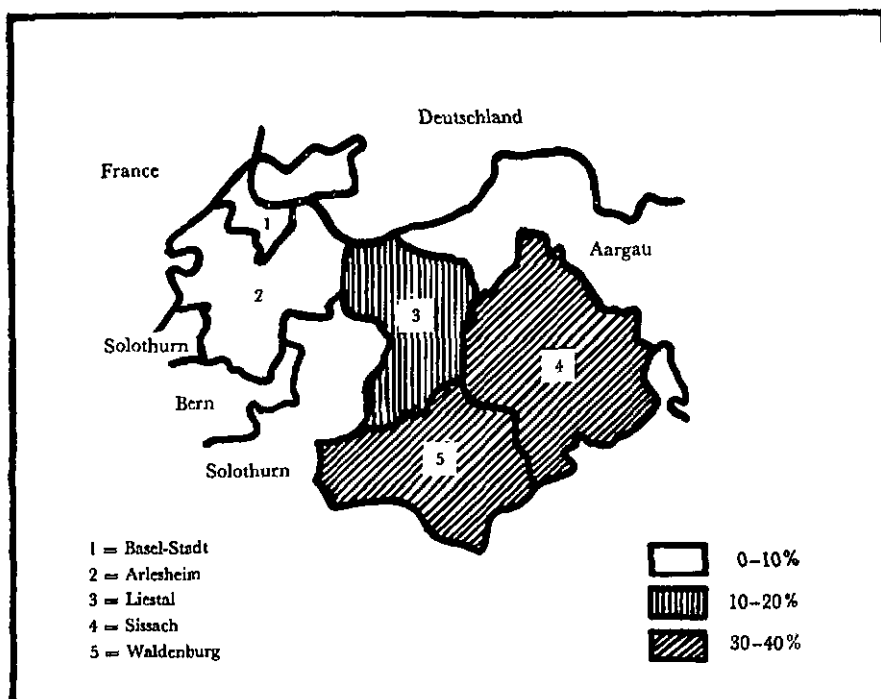 Deutschland
France
1
Aargau
2
3
Solothurn
4
Bern
5
Solothurn
1 = Basel-Stadt
2 = Arlesheim
3 = Liestal
4 = Sissach
5 = Waldenburg
0-10%
10-20%
30-40%